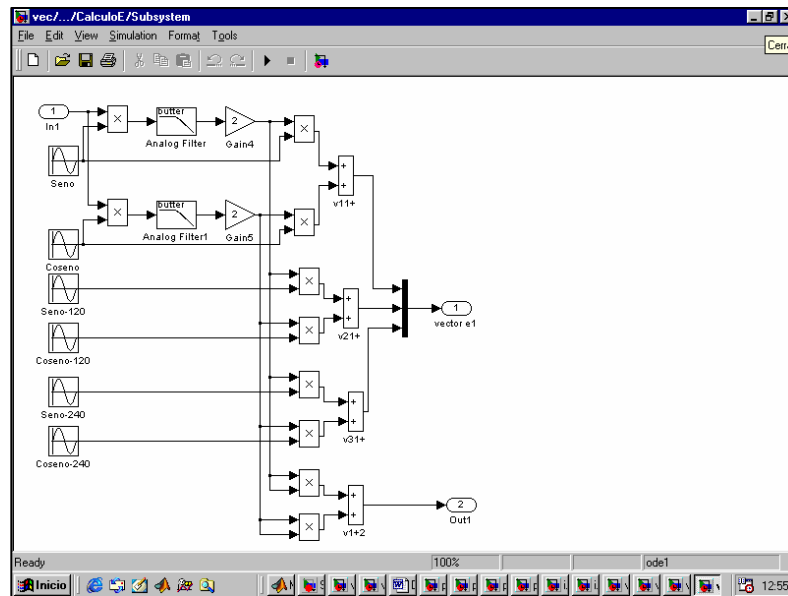 vec/.../CalculoE/Subsystem
File Edit View Simulation Format Tools
1
In1
×
butter
Analog Filter
2
Gain4
×
Seno
+
+
v11+
×
butter
Analog Filter1
2
Gain5
×
Coseno
Seno-120
×
+
+
v21+
×
Coseno-120
1
vector e1
Seno-240
×
+
+
v31+
×
Coseno-240
×
+
+
v1+2
×
2
Out1
Ready 100% ode1
Inicio 12:55